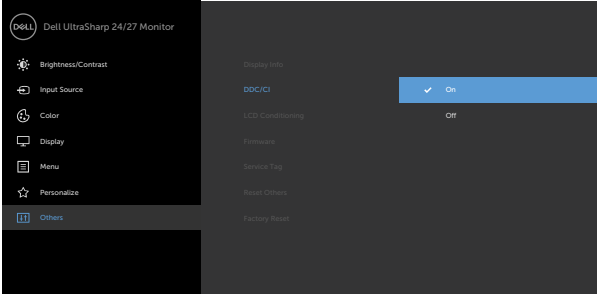 DELL
Dell UltraSharp 24/27 Monitor
Brightness/Contrast
Input Source
Color
Display
Menu
Personalize
Others
Display Info
DDC/CI
LCD Conditioning
Firmware
Service Tag
Reset Others
Factory Reset
On
Off